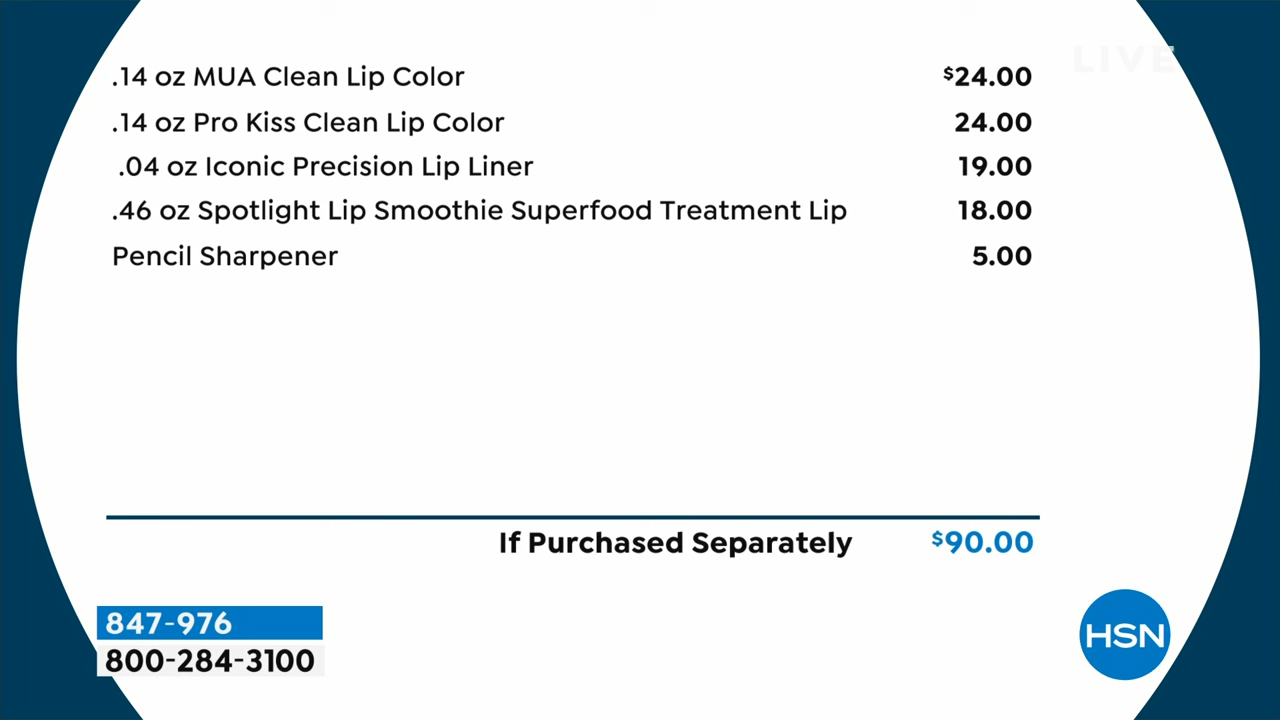 LIVE
.14 oz MUA Clean Lip Color $24.00
.14 oz Pro Kiss Clean Lip Color 24.00
.04 oz Iconic Precision Lip Liner 19.00
.46 oz Spotlight Lip Smoothie Superfood Treatment Lip 18.00
Pencil Sharpener 5.00
If Purchased Separately $90.00
847-976
800-284-3100
HSN